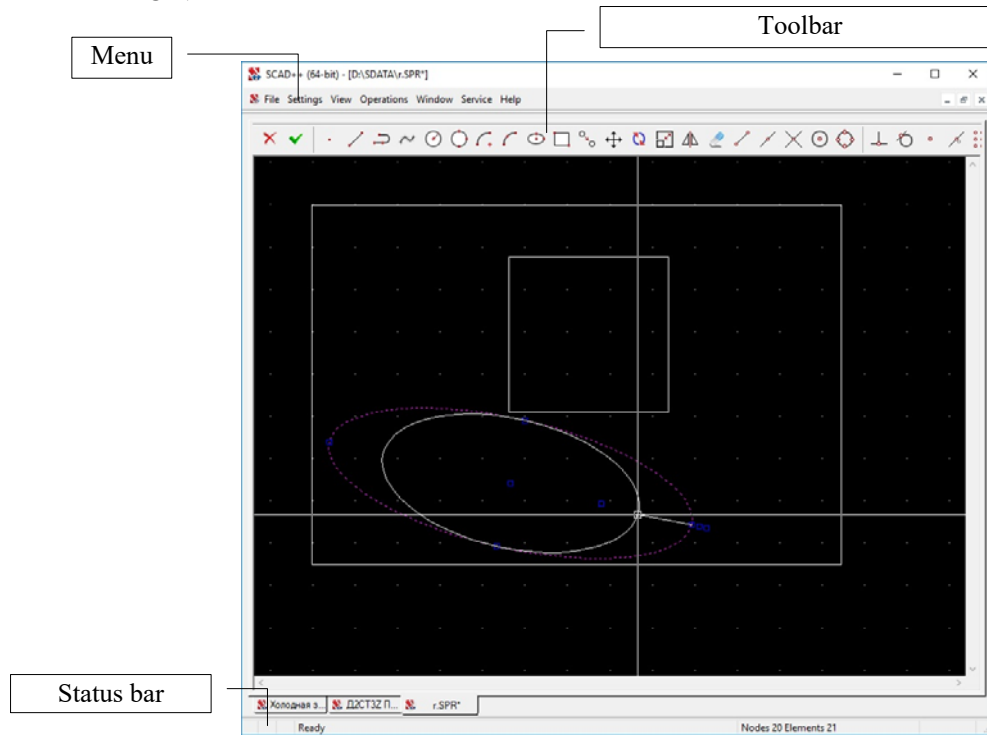 Toolbar
Menu
SCAD++ (64-bit) - [D:\SDATA\r.SPR*]
File Settings View Operations Window Service Help
Status bar
Холодная э... Д2СТ3Z П... r.SPR*
Ready Nodes 20 Elements 21